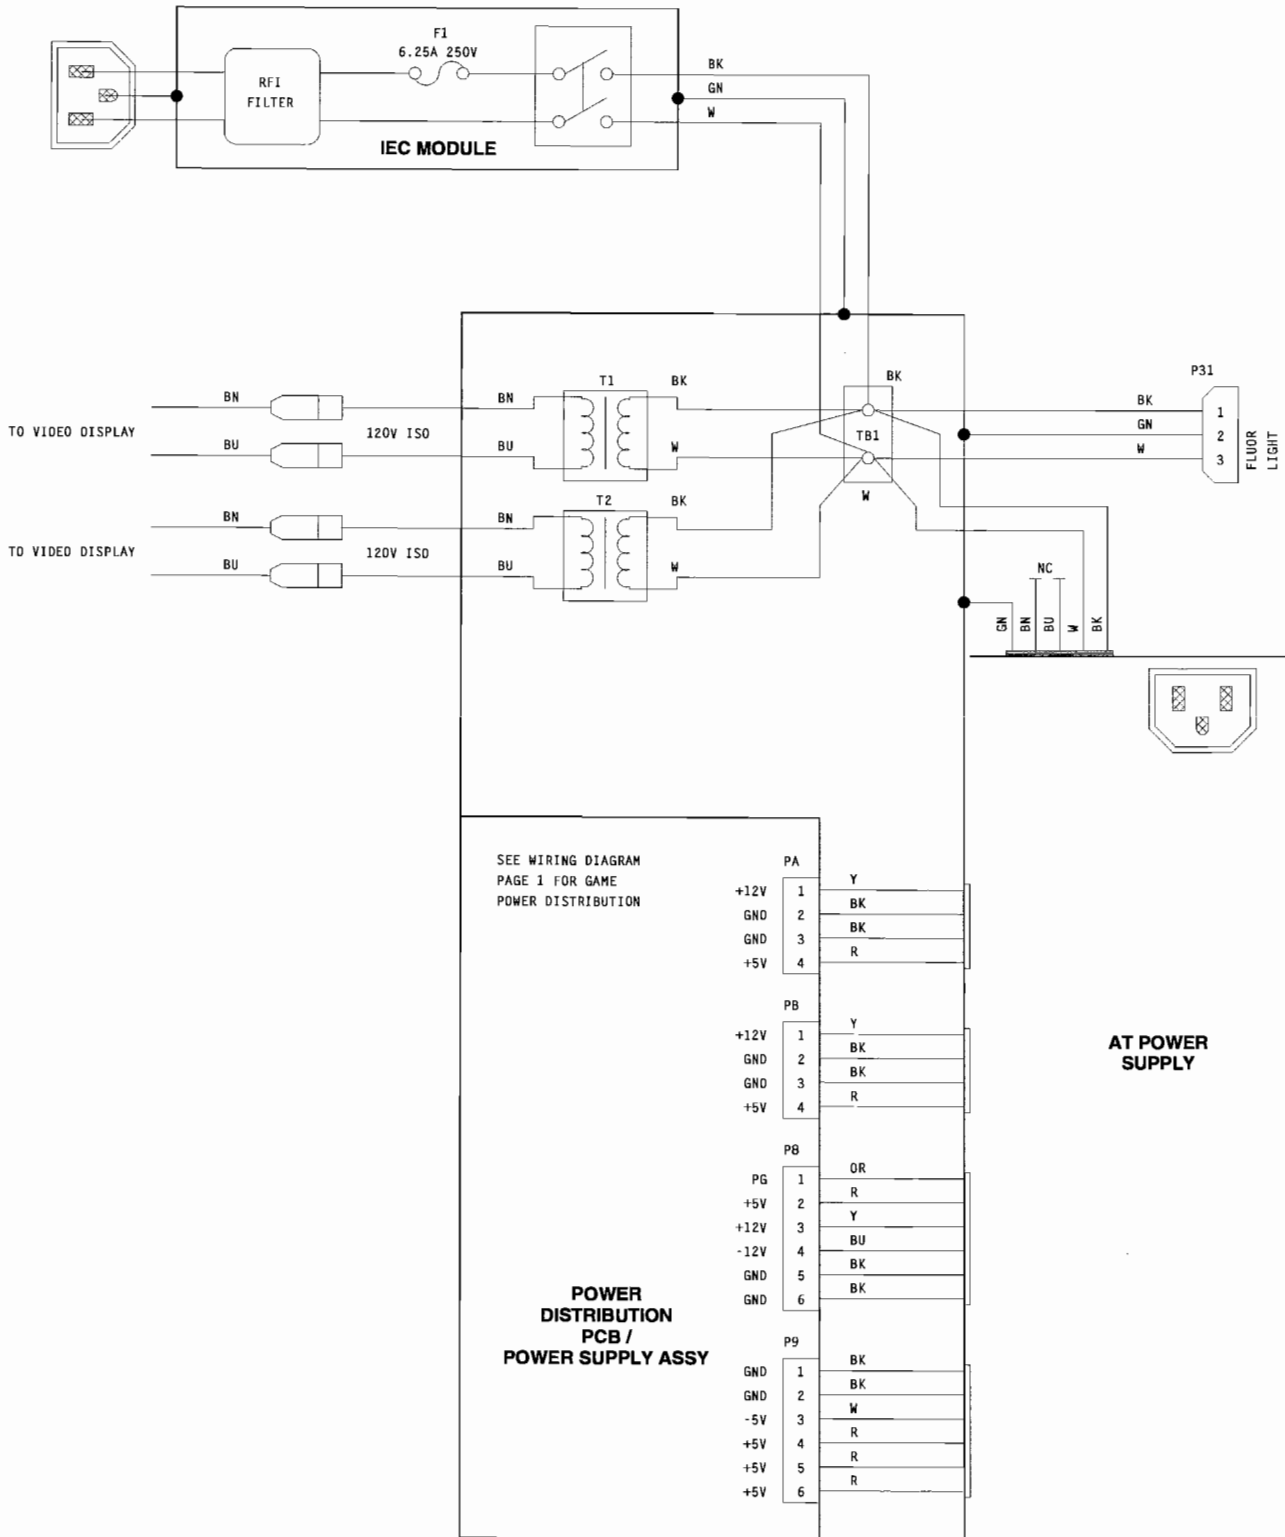 F1
6.25A 250V
RFI
FILTER
IEC MODULE
BK
GN
W
BN
TO VIDEO DISPLAY
BU
120V ISO
BN
BU
T1
BK
W
BK
TB1
W
BK
GN
W
P31
1
2
3
FLUOR
LIGHT
BN
TO VIDEO DISPLAY
BU
120V ISO
BN
BU
T2
BK
W
NC
GN
BN
BU
W
BK
SEE WIRING DIAGRAM
PAGE 1 FOR GAME
POWER DISTRIBUTION
PA
+12V 1 Y
GND 2 BK
GND 3 BK
+5V 4 R
PB
+12V 1 Y
GND 2 BK
GND 3 BK
+5V 4 R
AT POWER
SUPPLY
P8
PG 1 OR
+5V 2 R
+12V 3 Y
-12V 4 BU
GND 5 BK
GND 6 BK
POWER
DISTRIBUTION
PCB /
POWER SUPPLY ASSY
P9
GND 1 BK
GND 2 BK
-5V 3 W
+5V 4 R
+5V 5 R
+5V 6 R